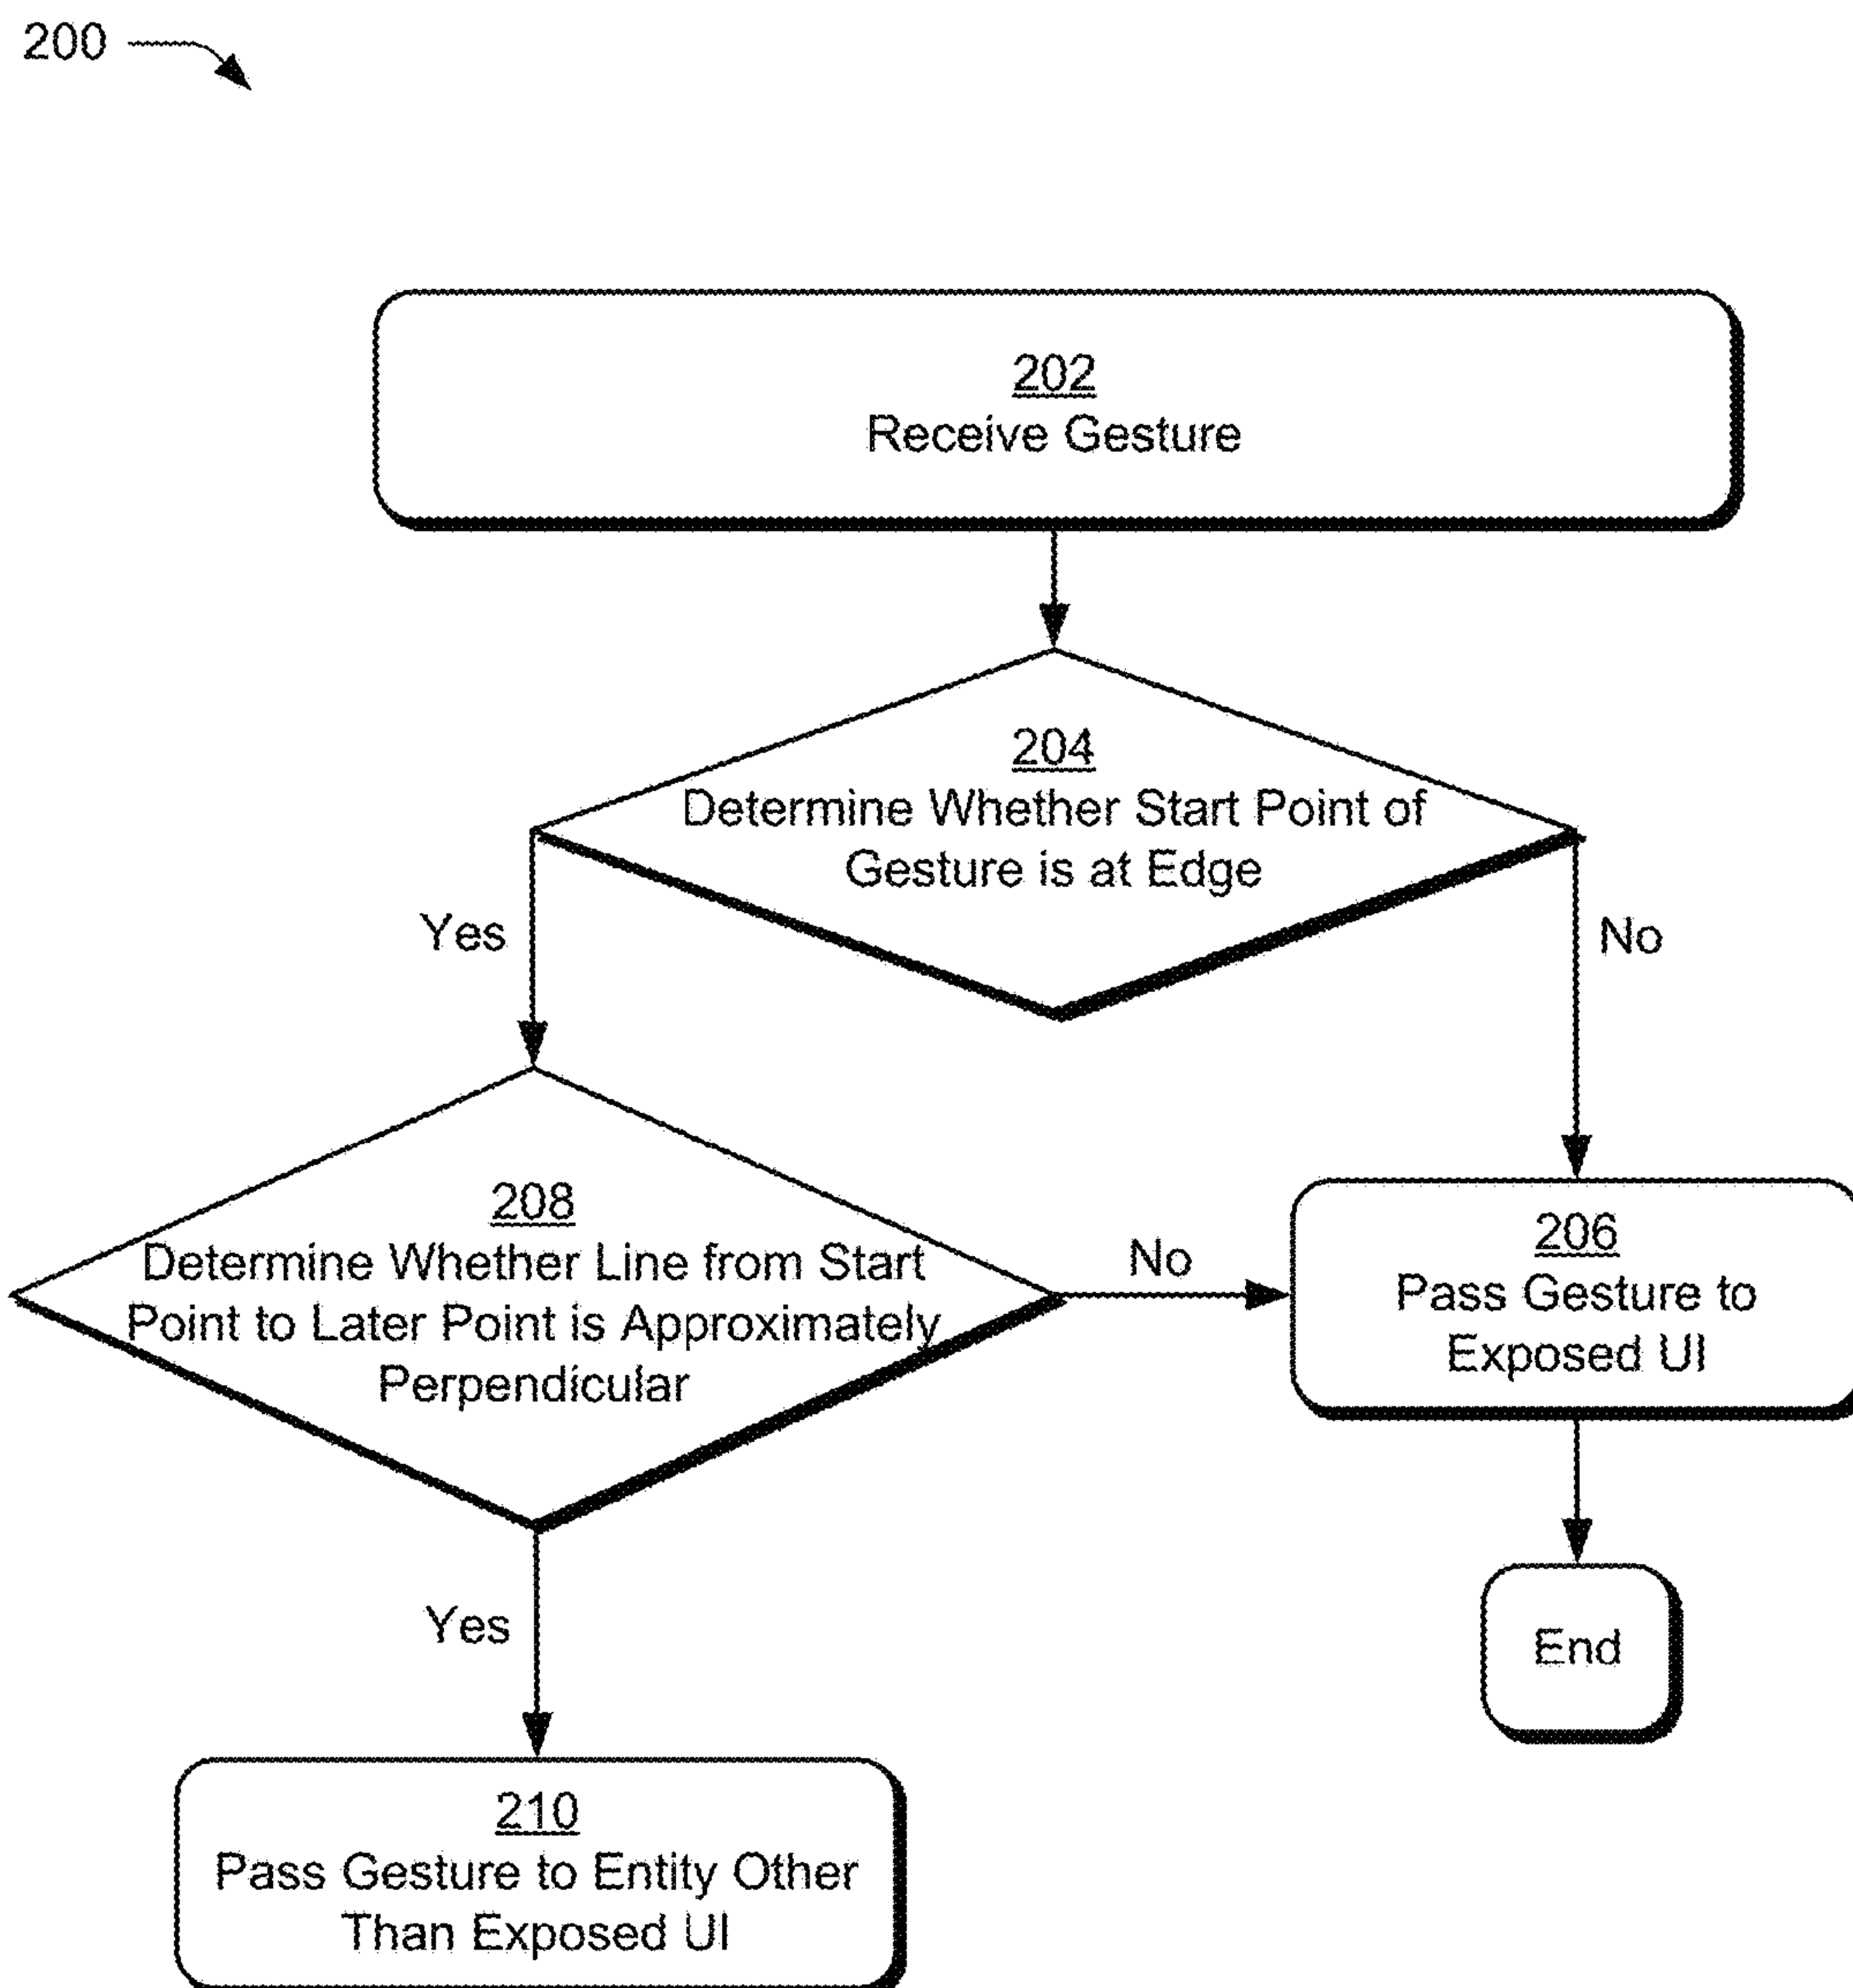 200
202
Receive Gesture
204
Determine Whether Start Point of
Gesture is at Edge
Yes
No
208
Determine Whether Line from Start
Point to Later Point is Approximately
Perpendicular
No
206
Pass Gesture to
Exposed UI
Yes
End
210
Pass Gesture to Entity Other
Than Exposed UI